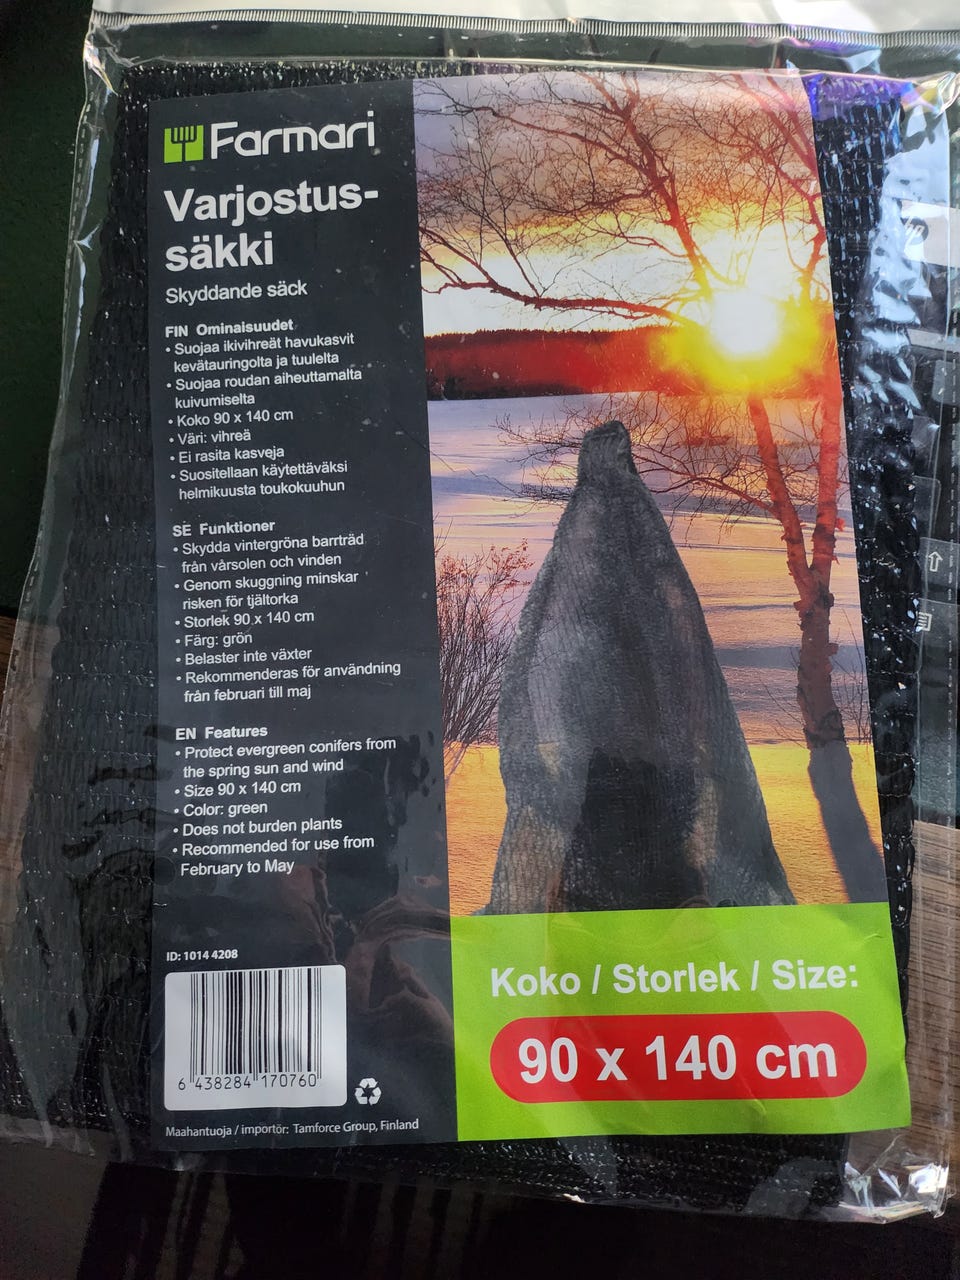 Farmari
Varjostus-
säkki
Skyddande säck
FIN Ominaisuudet
• Suojaa ikivihreät havukasvit
kevätauringolta ja tuulelta
• Suojaa roudan aiheuttamalta
kuivumiselta
• Koko 90 x 140 cm
• Väri: vihreä
• Ei rasita kasveja
• Suositellaan käytettäväksi
helmikuusta toukokuuhun
SE Funktioner
• Skydda vintergröna barrträd
från vårsolen och vinden
• Genom skuggning minskar
risken för tjältorka
• Storlek 90 x 140 cm
• Färg: grön
• Belaster inte växter
• Rekommenderas för användning
från februari till maj
EN Features
• Protect evergreen conifers from
the spring sun and wind
• Size 90 x 140 cm
• Color: green
• Does not burden plants
• Recommended for use from
February to May
ID: 1014 4208
6 438284 170760
Maahantuoja / importör: Tamforce Group, Finland
Koko / Storlek / Size:
90 x 140 cm
hp